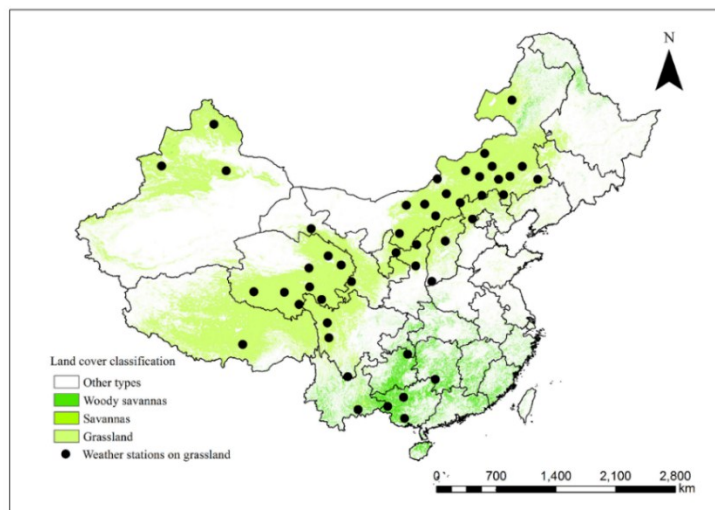 N
Land cover classification
Other types
Woody savannas
Savannas
Grassland
Weather stations on grassland
0 700 1,400 2,100 2,800
km